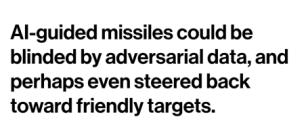 AI-guided missiles could be
blinded by adversarial data, and
perhaps even steered back
toward friendly targets.